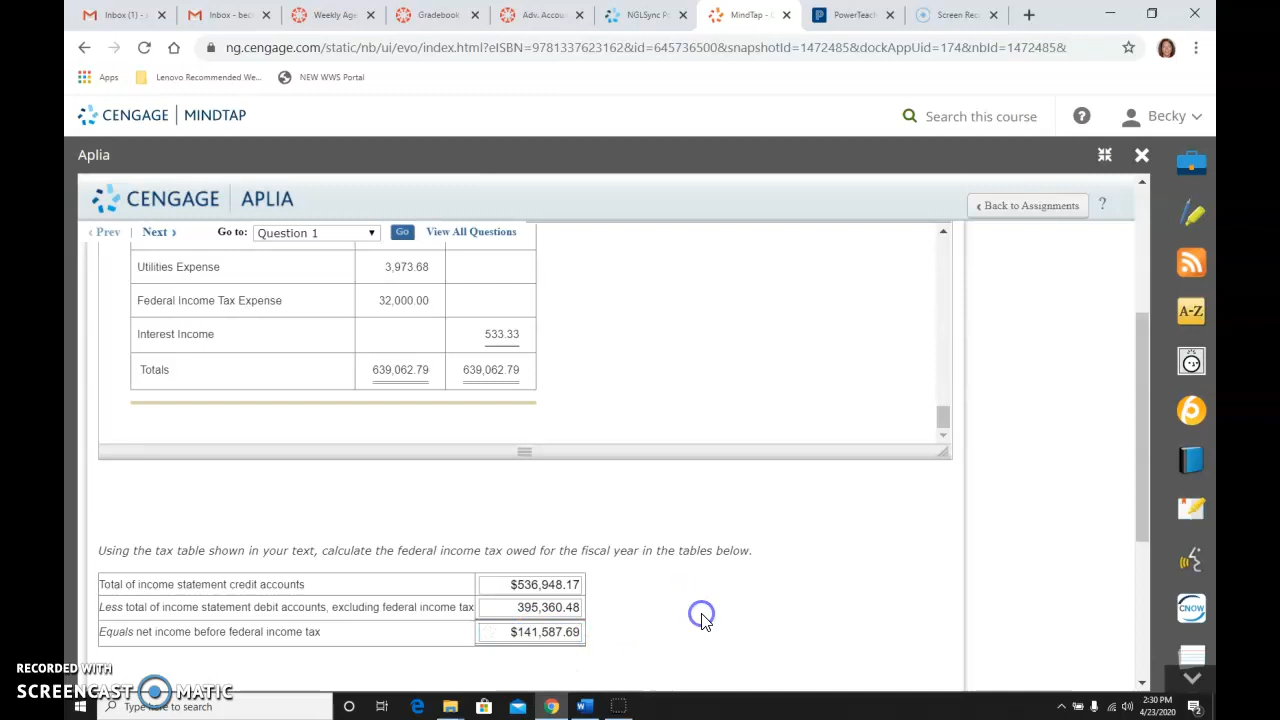 Inbox (1) - s
Inbox - bec
Weekly Age
Gradebook
Adv. Accou
NGLSync P
MindTap - 
PowerTeach
Screen Rec
ng.cengage.com/static/nb/ui/evo/index.html?eISBN=9781337623162&id=645736500&snapshotId=1472485&dockAppUid=174&nbId=1472485&
Apps
Lenovo Recommended We...
NEW WWS Portal
CENGAGE | MINDTAP
Search this course
?
Becky
Aplia
CENGAGE | APLIA
‹ Back to Assignments
?
‹ Prev | Next › Go to: Question 1 Go View All Questions
Utilities Expense 3,973.68
Federal Income Tax Expense 32,000.00
Interest Income 533.33
Totals 639,062.79 639,062.79
A-Z
Using the tax table shown in your text, calculate the federal income tax owed for the fiscal year in the tables below.
Total of income statement credit accounts $536,948.17
Less total of income statement debit accounts, excluding federal income tax 395,360.48
Equals net income before federal income tax $141,587.69
CNOW
RECORDED WITH
SCREENCAST MATIC
Type here to search
2:30 PM
4/23/2020